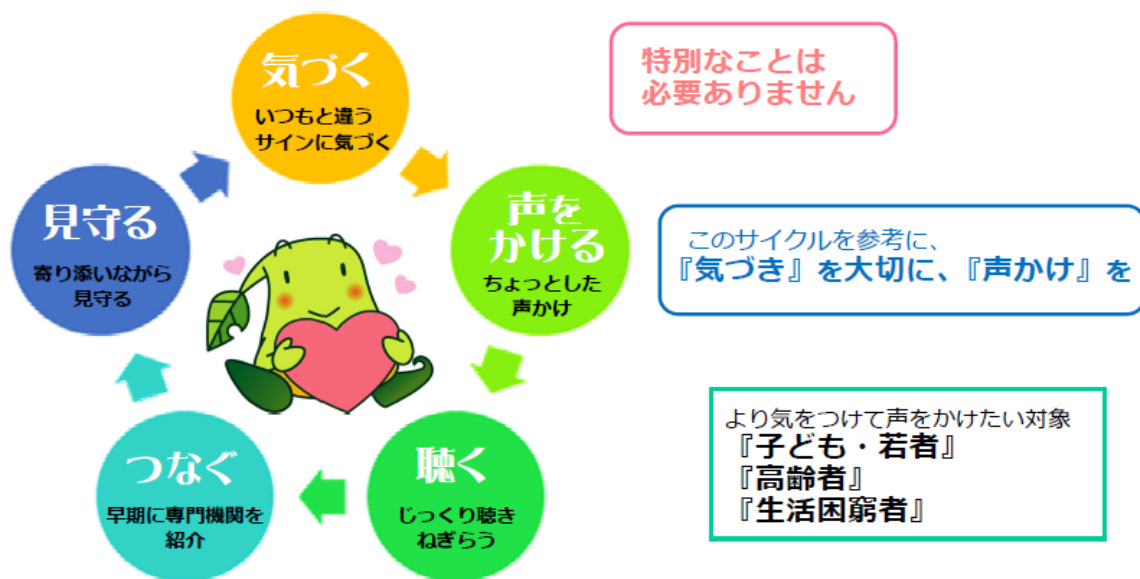 気づく
いつもと違う
サインに気づく
声を
かける
ちょっとした
声かけ
聴く
じっくり聴き
ねぎらう
つなぐ
早期に専門機関を
紹介
見守る
寄り添いながら
見守る
特別なことは
必要ありません
このサイクルを参考に、
『気づき』を大切に、『声かけ』を
より気をつけて声をかけたい対象
『子ども・若者』
『高齢者』
『生活困窮者』